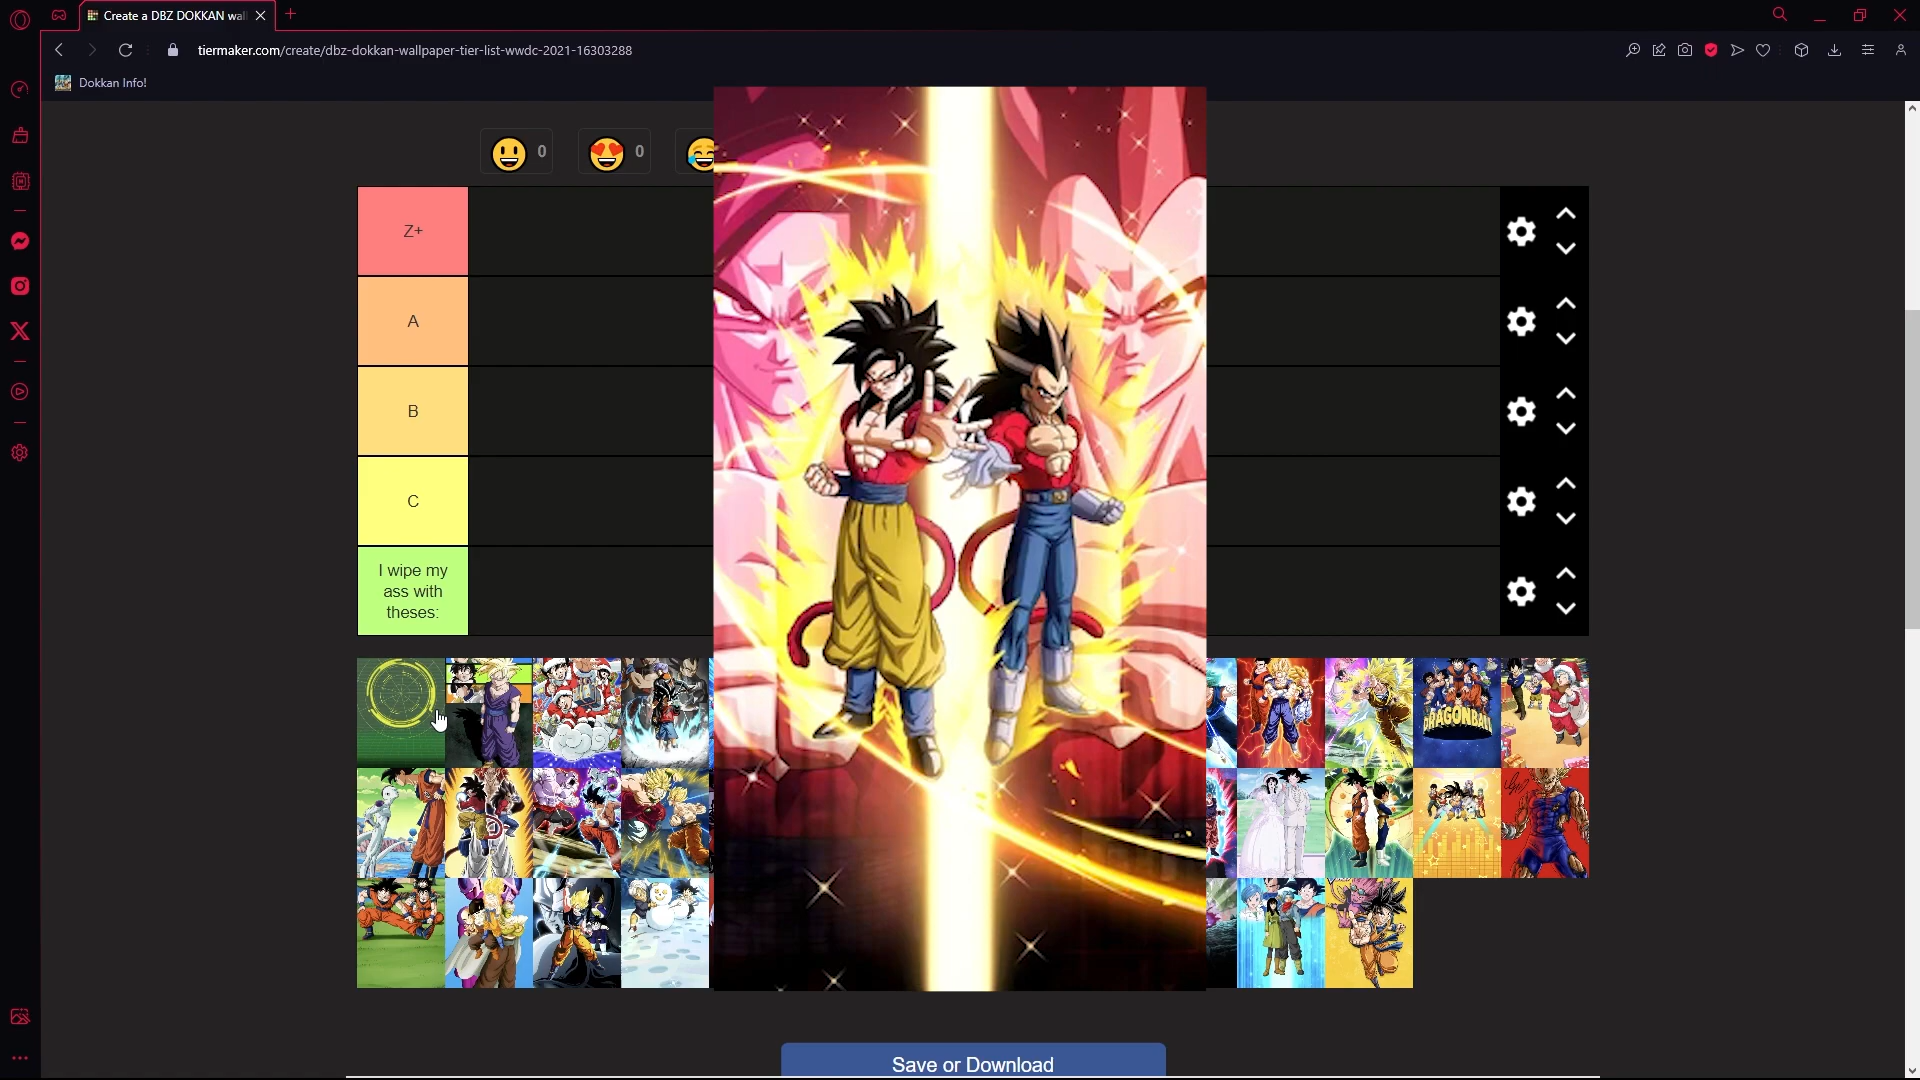 Create a DBZ DOKKAN wal
tiermaker.com/create/dbz-dokkan-wallpaper-tier-list-wwdc-2021-16303288
Dokkan Info!
0
0
Z+
A
B
C
I wipe my
ass with
theses:
DRAGONBALL
Save or Download